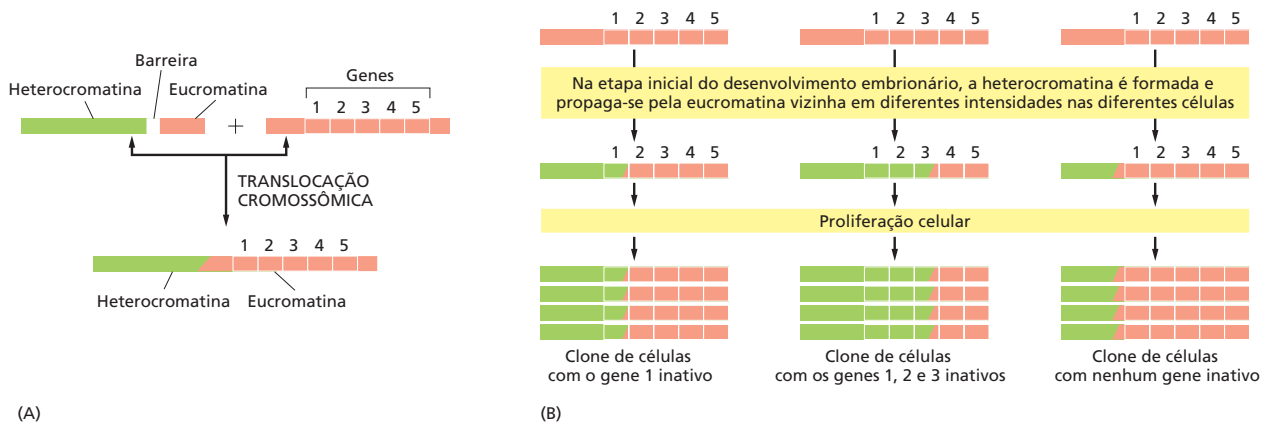 Barreira
Heterocromatina
Eucromatina
Genes
1 2 3 4 5
+
TRANSLOCAÇÃO
CROMOSSÔMICA
1 2 3 4 5
Heterocromatina
Eucromatina
(A)
1 2 3 4 5
1 2 3 4 5
1 2 3 4 5
Na etapa inicial do desenvolvimento embrionário, a heterocromatina é formada e
propaga-se pela eucromatina vizinha em diferentes intensidades nas diferentes células
1 2 3 4 5
1 2 3 4 5
1 2 3 4 5
Proliferação celular
Clone de células
com o gene 1 inativo
Clone de células
com os genes 1, 2 e 3 inativos
Clone de células
com nenhum gene inativo
(B)